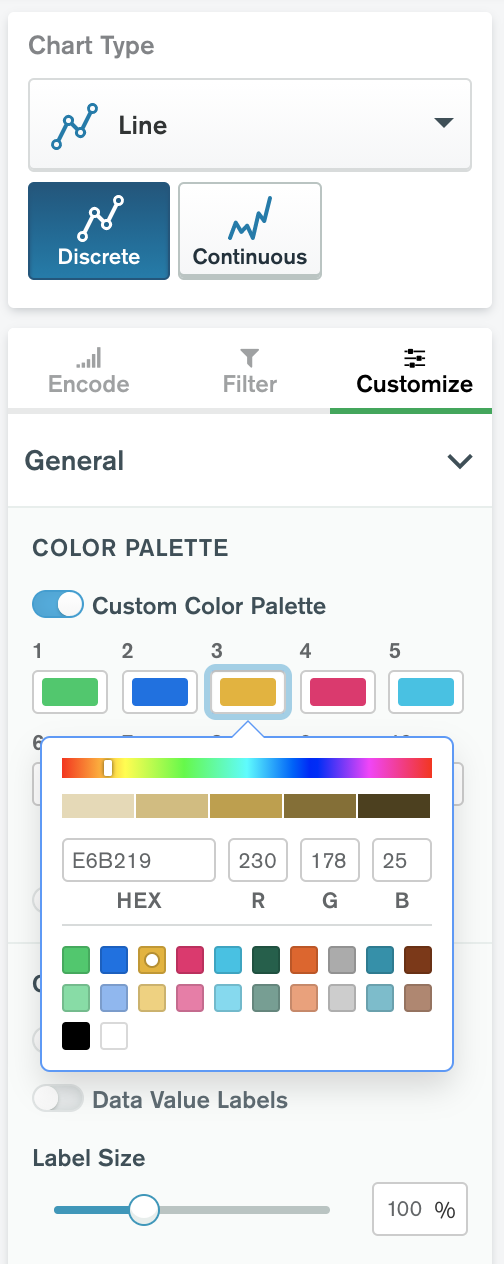 Chart Type
Line
Discrete
Continuous
Encode
Filter
Customize
General
COLOR PALETTE
Custom Color Palette
1 2 3 4 5
6
E6B219 230 178 25
HEX R G B
Data Value Labels
Label Size
100 %